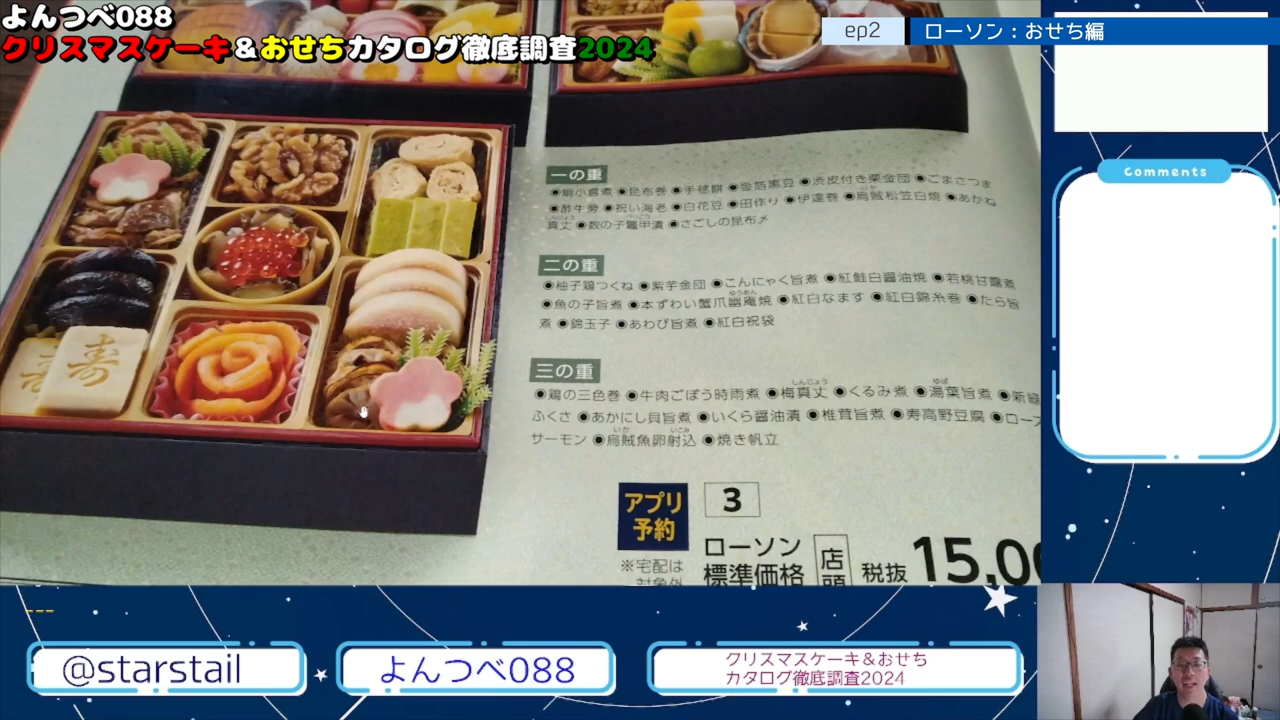 よんつべ088
クリスマスケーキ&おせちカタログ徹底調査2024
ep2
ローソン:おせち編
Comments
一の重
●昆布巻 ●手毬餅 ●金箔黒豆 ●渋皮付き栗金団 ●ごまさつま
●酢牛蒡 ●祝い海老 ●白花豆 ●田作り ●伊達巻 ●烏賊松笠白焼 ●あかね
真丈 ●数の子鼈甲漬 ●さごしの昆布〆
二の重
●柚子鶏つくね ●紫芋金団 ●こんにゃく旨煮 ●紅鮭白醤油焼 ●若桃甘露煮
●魚の子旨煮 ●本ずわい蟹爪幽庵焼 ●紅白なます ●紅白錦糸巻 ●たら旨
煮 ●錦玉子 ●あわび旨煮 ●紅白祝袋
三の重
●鶏の三色巻 ●牛肉ごぼう時雨煮 ●梅真丈 ●くるみ煮 ●湯葉旨煮
ふくさ ●あかにし貝旨煮 ●いくら醤油漬 ●椎茸旨煮 ●寿高野豆腐 ●ロー
サーモン ●烏賊魚卵射込 ●焼き帆立
寿
アプリ
予約
3
※宅配は
ローソン
標準価格
店
税抜
15,00
---
@starstail
よんつべ088
クリスマスケーキ&おせち
カタログ徹底調査2024